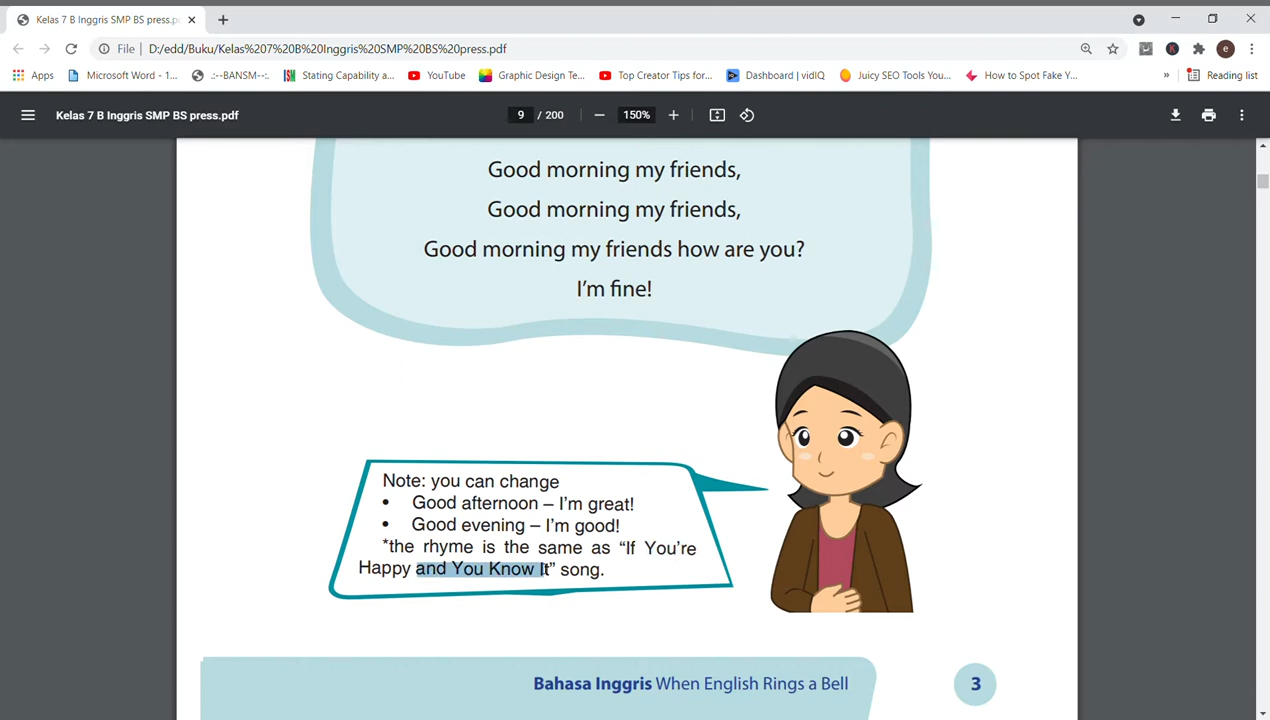 Kelas 7 B Inggris SMP BS press.p
File D:/edd/Buku/Kelas%207%20B%20Inggris%20SMP%20BS%20press.pdf
e
Apps Microsoft Word - 1... .:--BANSM--:. ISM Stating Capability a... YouTube Graphic Design Te... Top Creator Tips for... Dashboard | vidIQ Juicy SEO Tools You... How to Spot Fake Y... » Reading list
Kelas 7 B Inggris SMP BS press.pdf 9 / 200 150%
Good morning my friends,
Good morning my friends,
Good morning my friends how are you?
I'm fine!
Note: you can change
• Good afternoon – I'm great!
• Good evening – I'm good!
*the rhyme is the same as “If You're
Happy and You Know It” song.
Bahasa Inggris When English Rings a Bell 3